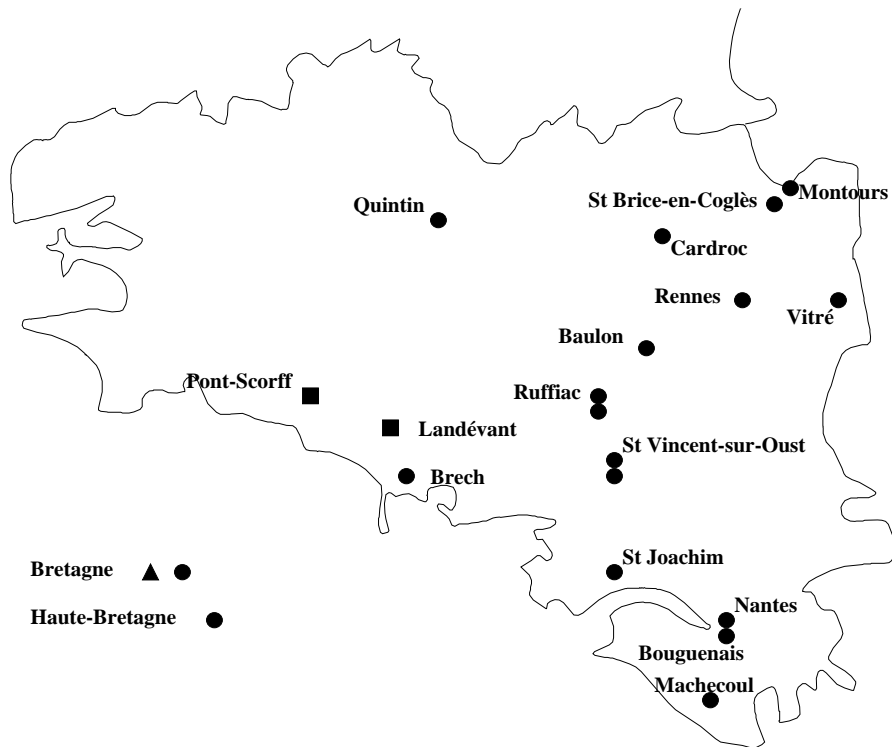 Montours
St Brice-en-Coglès
Quintin
Cardroc
Rennes
Vitré
Baulon
Pont-Scorff
Ruffiac
Landévant
St Vincent-sur-Oust
Brech
St Joachim
Bretagne
Nantes
Haute-Bretagne
Bouguenais
Machecoul